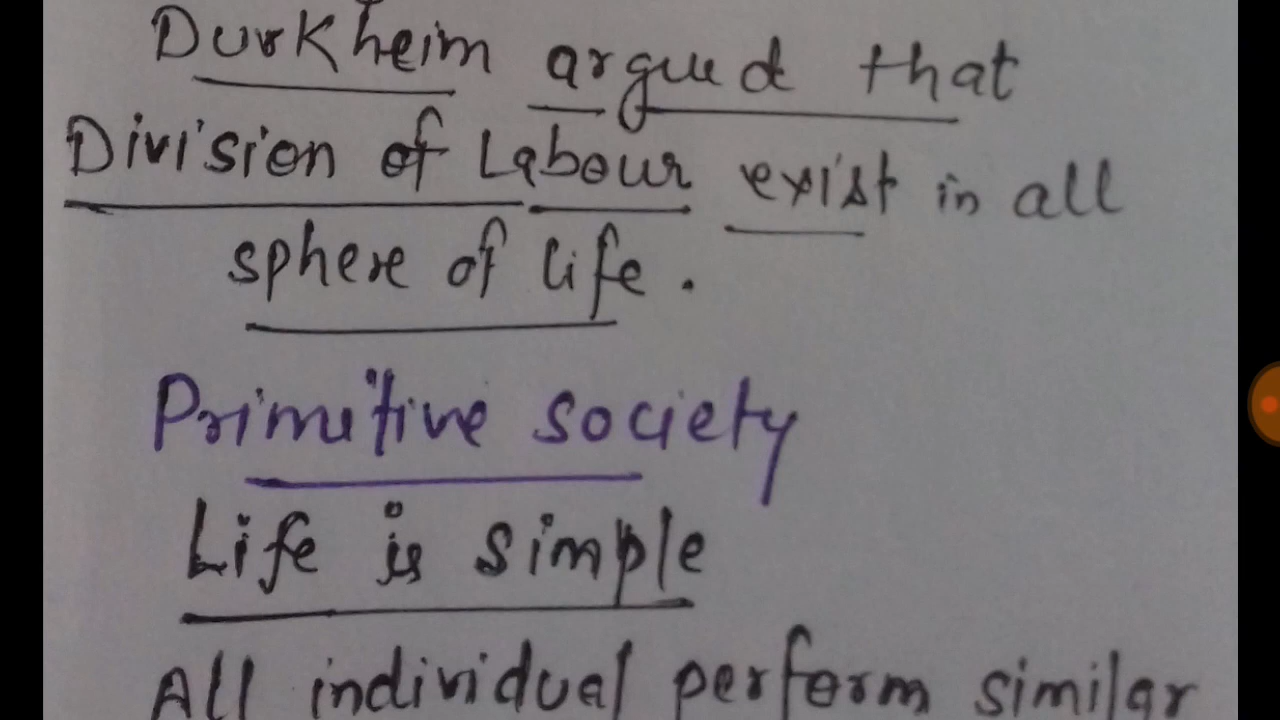 Durkheim argued that
Division of Labour exist in all
sphere of life.
Primitive society
Life is simple
All individual perform similar